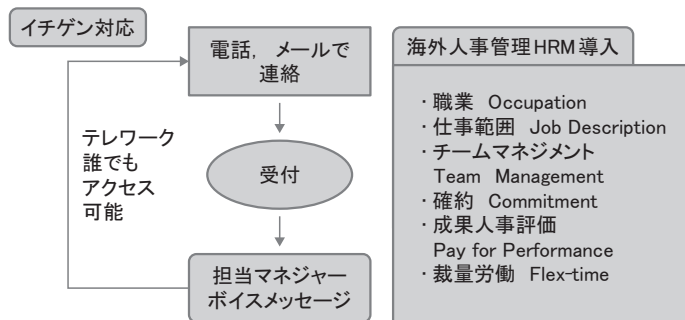 イチゲン対応
電話, メールで
連絡
テレワーク
誰でも
アクセス
可能
受付
担当マネジャー
ボイスメッセージ
海外人事管理HRM導入
・職業 Occupation
・仕事範囲 Job Description
・チームマネジメント
Team Management
・確約 Commitment
・成果人事評価
Pay for Performance
・裁量労働 Flex-time